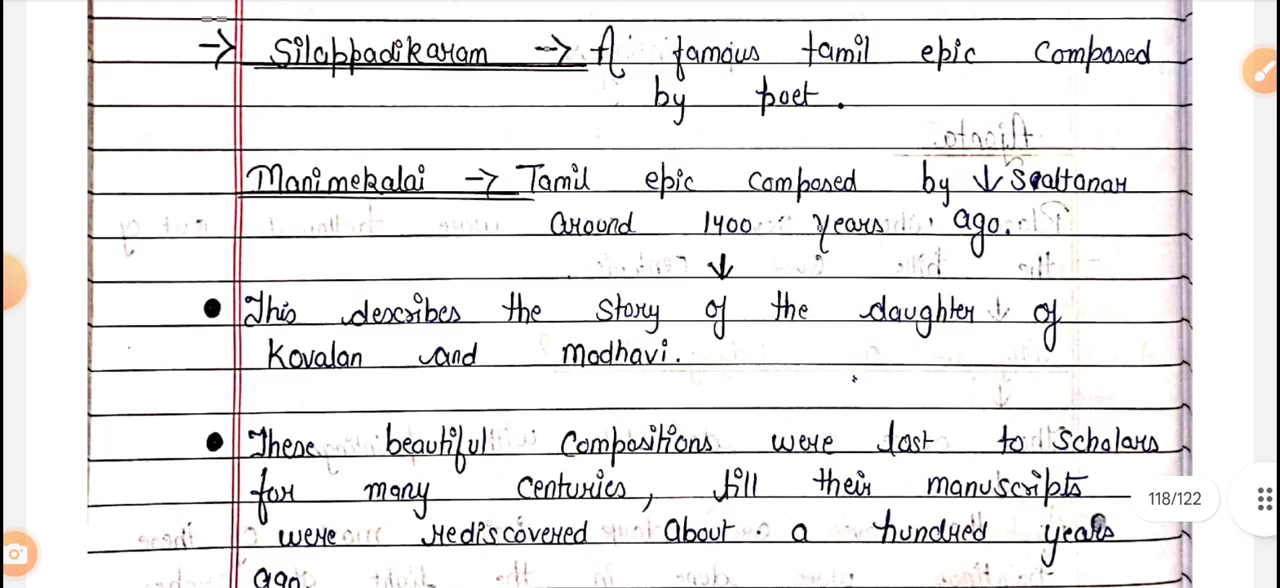 → Silappadikaram → A famous tamil epic composed
by poet.
Manimekalai → Tamil epic composed by ↓ Sattanar
around 1400 years ago.
↓
• This describes the story of the daughter of
Kovalan and Madhavi.
• These beautiful compositions were lost to scholars
for many centuries, till their manuscripts
118/122
were rediscovered about a hundred years
ago.